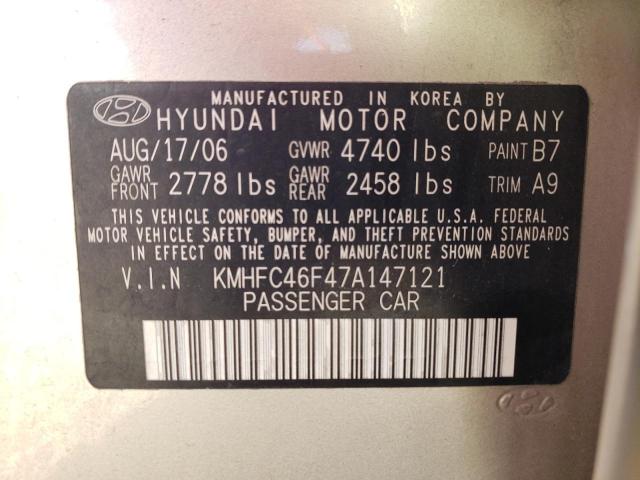 MANUFACTURED IN KOREA BY
HYUNDAI MOTOR COMPANY
AUG/17/06 GVWR 4740 lbs PAINT B7
GAWR FRONT 2778 lbs GAWR REAR 2458 lbs TRIM A9
THIS VEHICLE CONFORMS TO ALL APPLICABLE U.S.A. FEDERAL
MOTOR VEHICLE SAFETY, BUMPER, AND THEFT PREVENTION STANDARDS
IN EFFECT ON THE DATE OF MANUFACTURE SHOWN ABOVE
V.I.N KMHFC46F47A147121
PASSENGER CAR